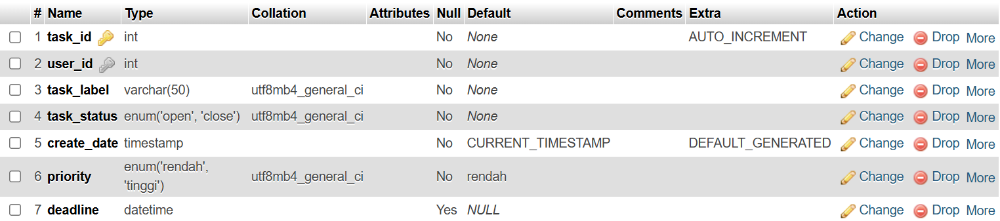 # Name Type Collation Attributes Null Default Comments Extra Action
1 task_id int No None AUTO_INCREMENT Change Drop More
2 user_id int No None Change Drop More
3 task_label varchar(50) utf8mb4_general_ci No None Change Drop More
4 task_status enum('open', 'close') utf8mb4_general_ci No None Change Drop More
5 create_date timestamp No CURRENT_TIMESTAMP DEFAULT_GENERATED Change Drop More
6 priority enum('rendah', 'tinggi') utf8mb4_general_ci No rendah Change Drop More
7 deadline datetime Yes NULL Change Drop More